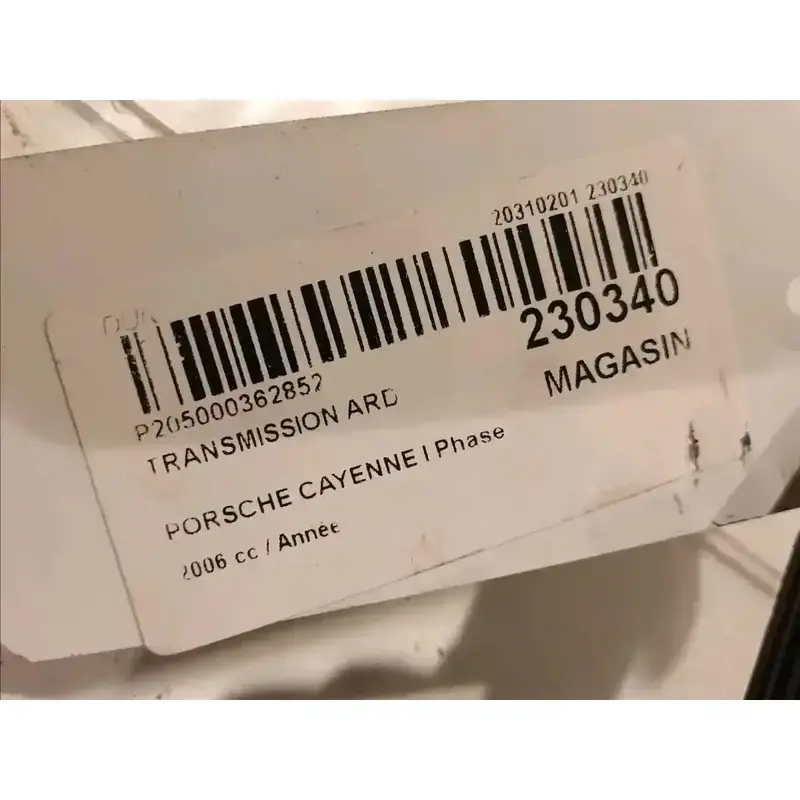 20310201 230340
230340
MAGASIN
P205000362852
TRANSMISSION ARD
PORSCHE CAYENNE I Phase
2006 cc / Année